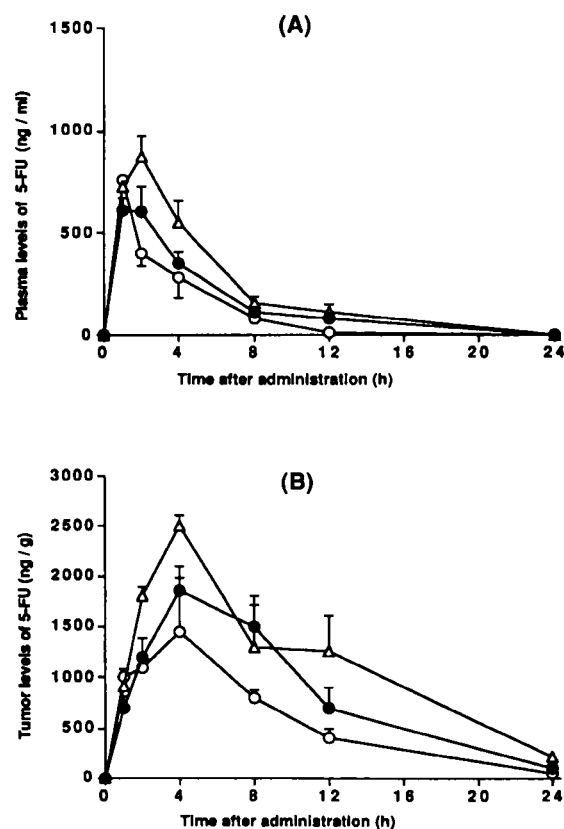 (A)
1500
1000
500
0
Plasma levels of 5-FU (ng / ml)
0 4 8 12 16 20 24
Time after administration (h)
(B)
3000
2500
2000
1500
1000
500
0
Tumor levels of 5-FU (ng / g)
0 4 8 12 16 20 24
Time after administration (h)